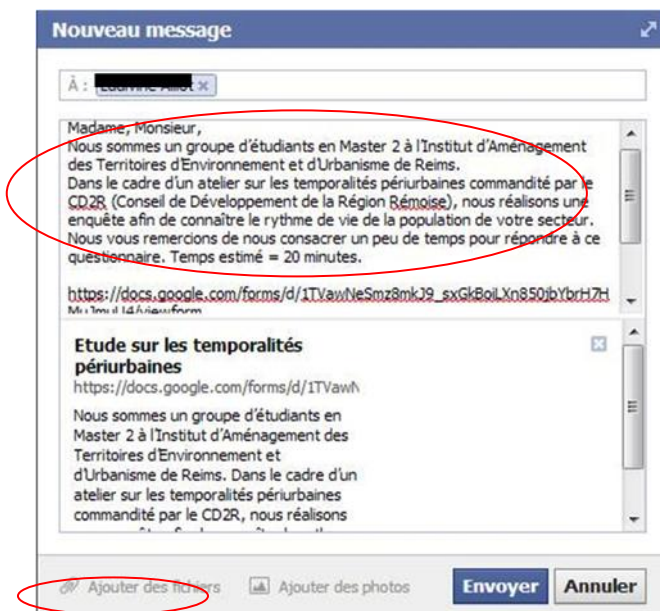 Nouveau message
À :
Madame, Monsieur,
Nous sommes un groupe d'étudiants en Master 2 à l'Institut d'Aménagement
des Territoires d'Environnement et d'Urbanisme de Reims.
Dans le cadre d'un atelier sur les temporalités périurbaines commandité par le
CD2R (Conseil de Développement de la Région Rémoise), nous réalisons une
enquête afin de connaître le rythme de vie de la population de votre secteur.
Nous vous remercions de nous consacrer un peu de temps pour répondre à ce
questionnaire. Temps estimé = 20 minutes.
https://docs.google.com/forms/d/1TVawNeSmz8mkJ9_sxGkBoiLXn850jbYbrH7H
Etude sur les temporalités
périurbaines
https://docs.google.com/forms/d/1TVawN
Nous sommes un groupe d'étudiants en
Master 2 à l'Institut d'Aménagement des
Territoires d'Environnement et
d'Urbanisme de Reims. Dans le cadre d'un
atelier sur les temporalités périurbaines
commandité par le CD2R, nous réalisons
Ajouter des fichiers
Ajouter des photos
Envoyer
Annuler